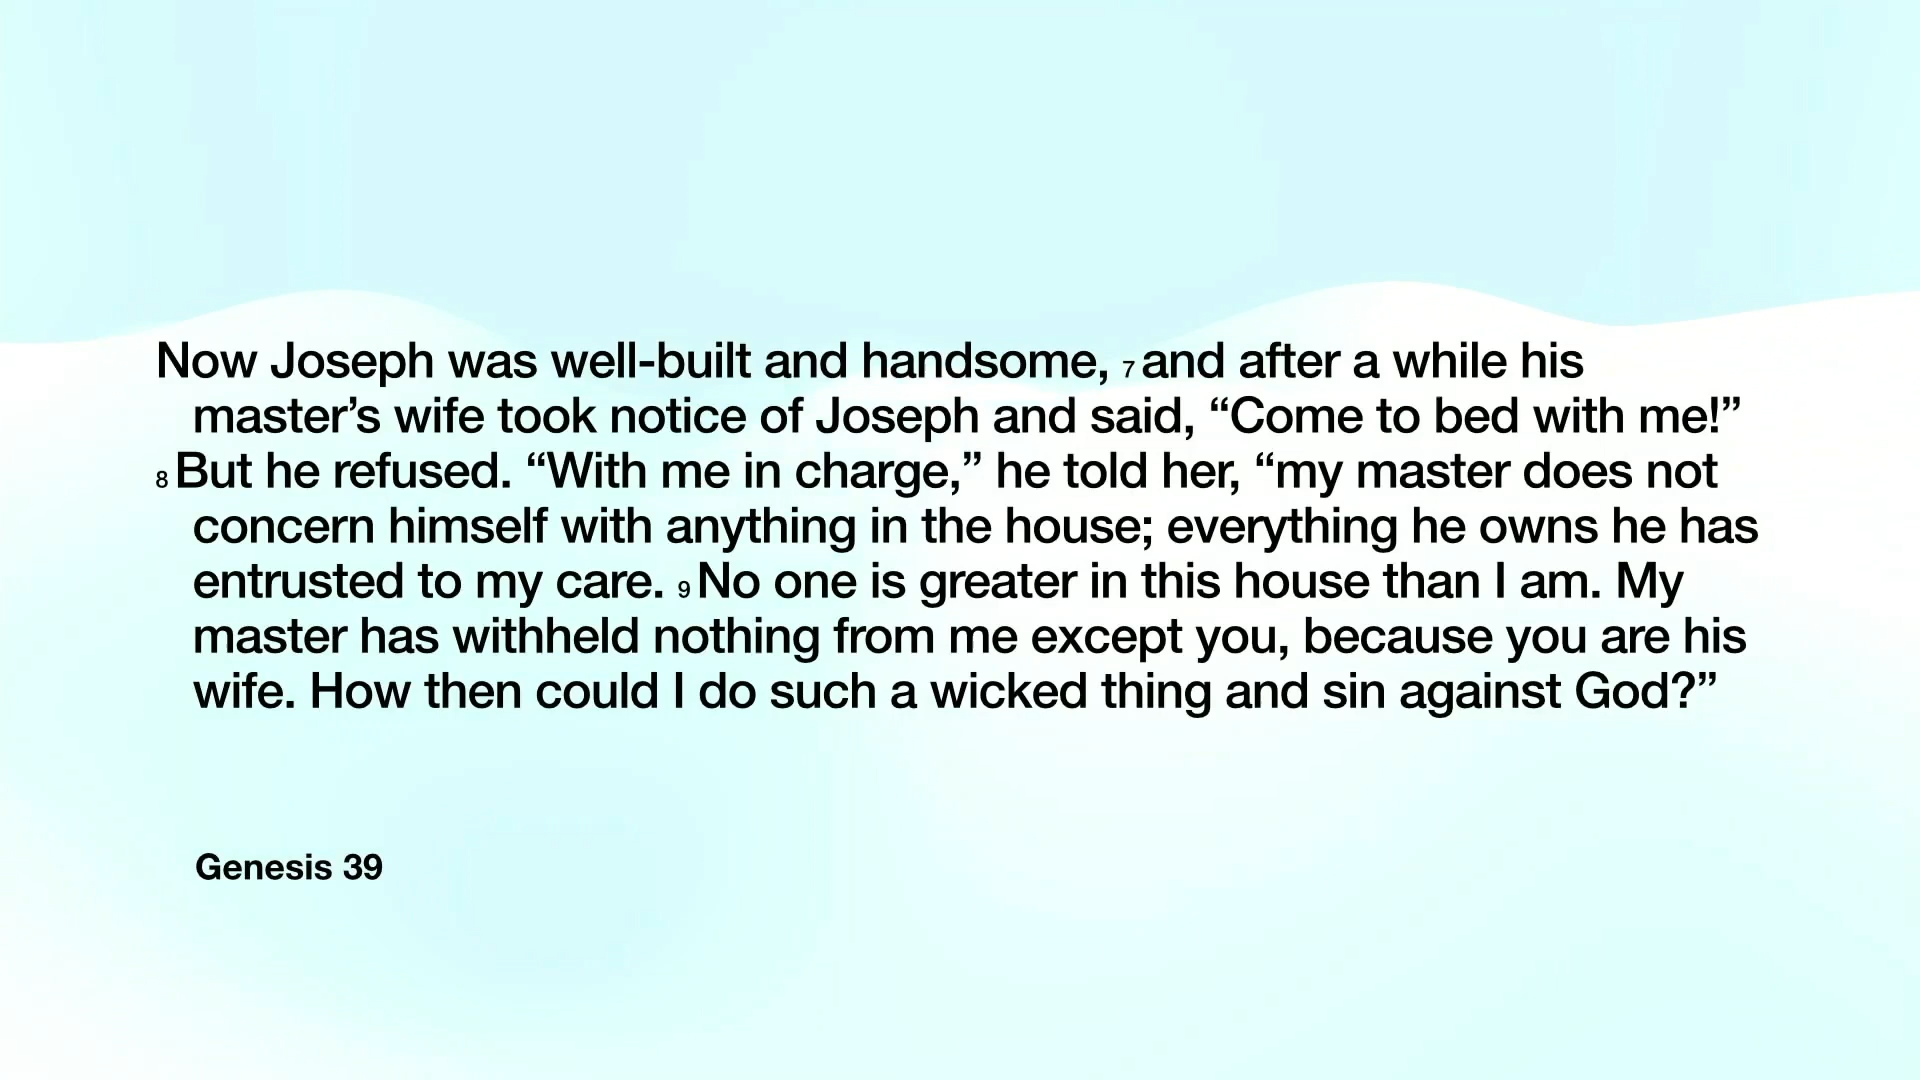 Now Joseph was well-built and handsome, 7 and after a while his
master’s wife took notice of Joseph and said, “Come to bed with me!”
8 But he refused. “With me in charge,” he told her, “my master does not
concern himself with anything in the house; everything he owns he has
entrusted to my care. 9 No one is greater in this house than I am. My
master has withheld nothing from me except you, because you are his
wife. How then could I do such a wicked thing and sin against God?”
Genesis 39